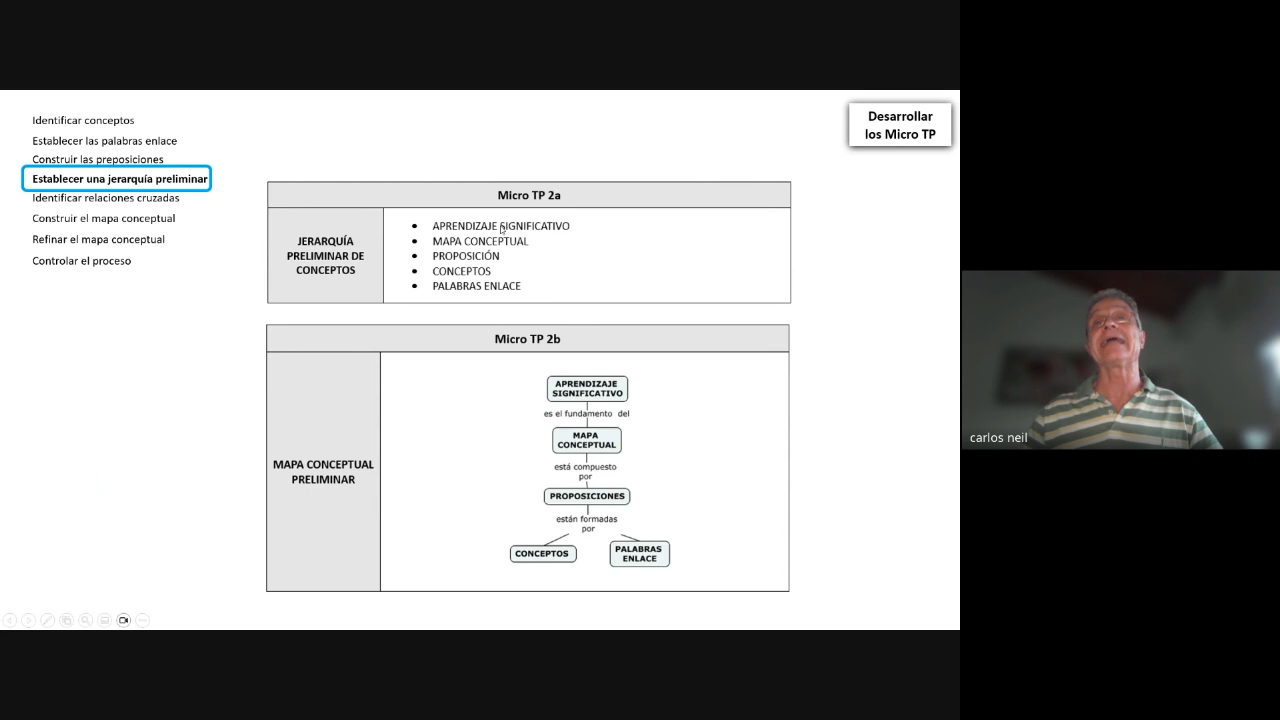 Desarrollar
los Micro TP
Identificar conceptos
Establecer las palabras enlace
Construir las preposiciones
Establecer una jerarquía preliminar
Identificar relaciones cruzadas
Construir el mapa conceptual
Refinar el mapa conceptual
Controlar el proceso
Micro TP 2a
JERARQUÍA
PRELIMINAR DE
CONCEPTOS
• APRENDIZAJE SIGNIFICATIVO
• MAPA CONCEPTUAL
• PROPOSICIÓN
• CONCEPTOS
• PALABRAS ENLACE
Micro TP 2b
MAPA CONCEPTUAL
PRELIMINAR
APRENDIZAJE
SIGNIFICATIVO
es el fundamento del
MAPA
CONCEPTUAL
está compuesto
por
PROPOSICIONES
están formadas
por
CONCEPTOS
PALABRAS
ENLACE
carlos neil